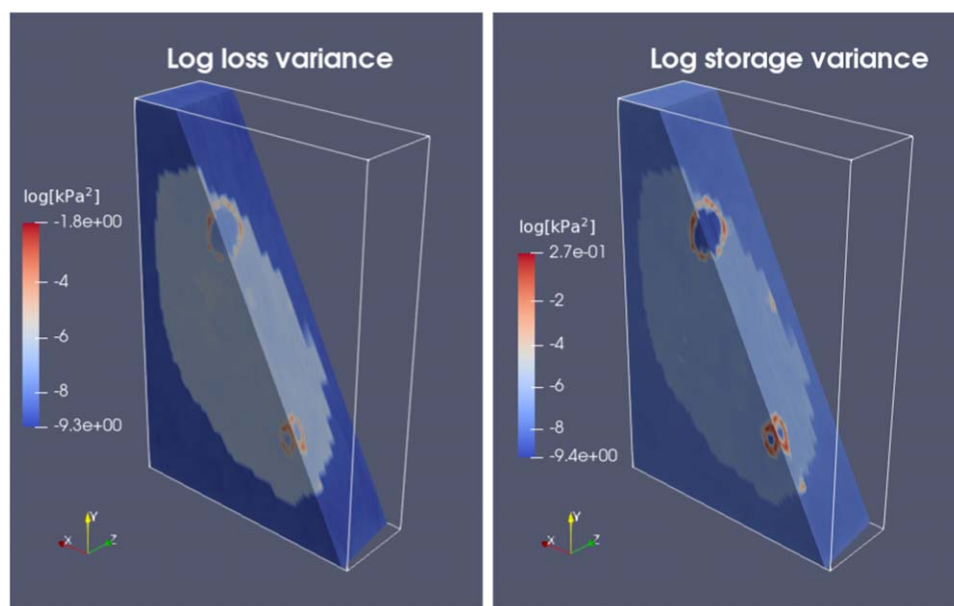 Log loss variance
log[kPa²]
-1.8e+00
-4
-6
-8
-9.3e+00
Y
X
Z
Log storage variance
log[kPa²]
2.7e-01
-2
-4
-6
-8
-9.4e+00
Y
X
Z